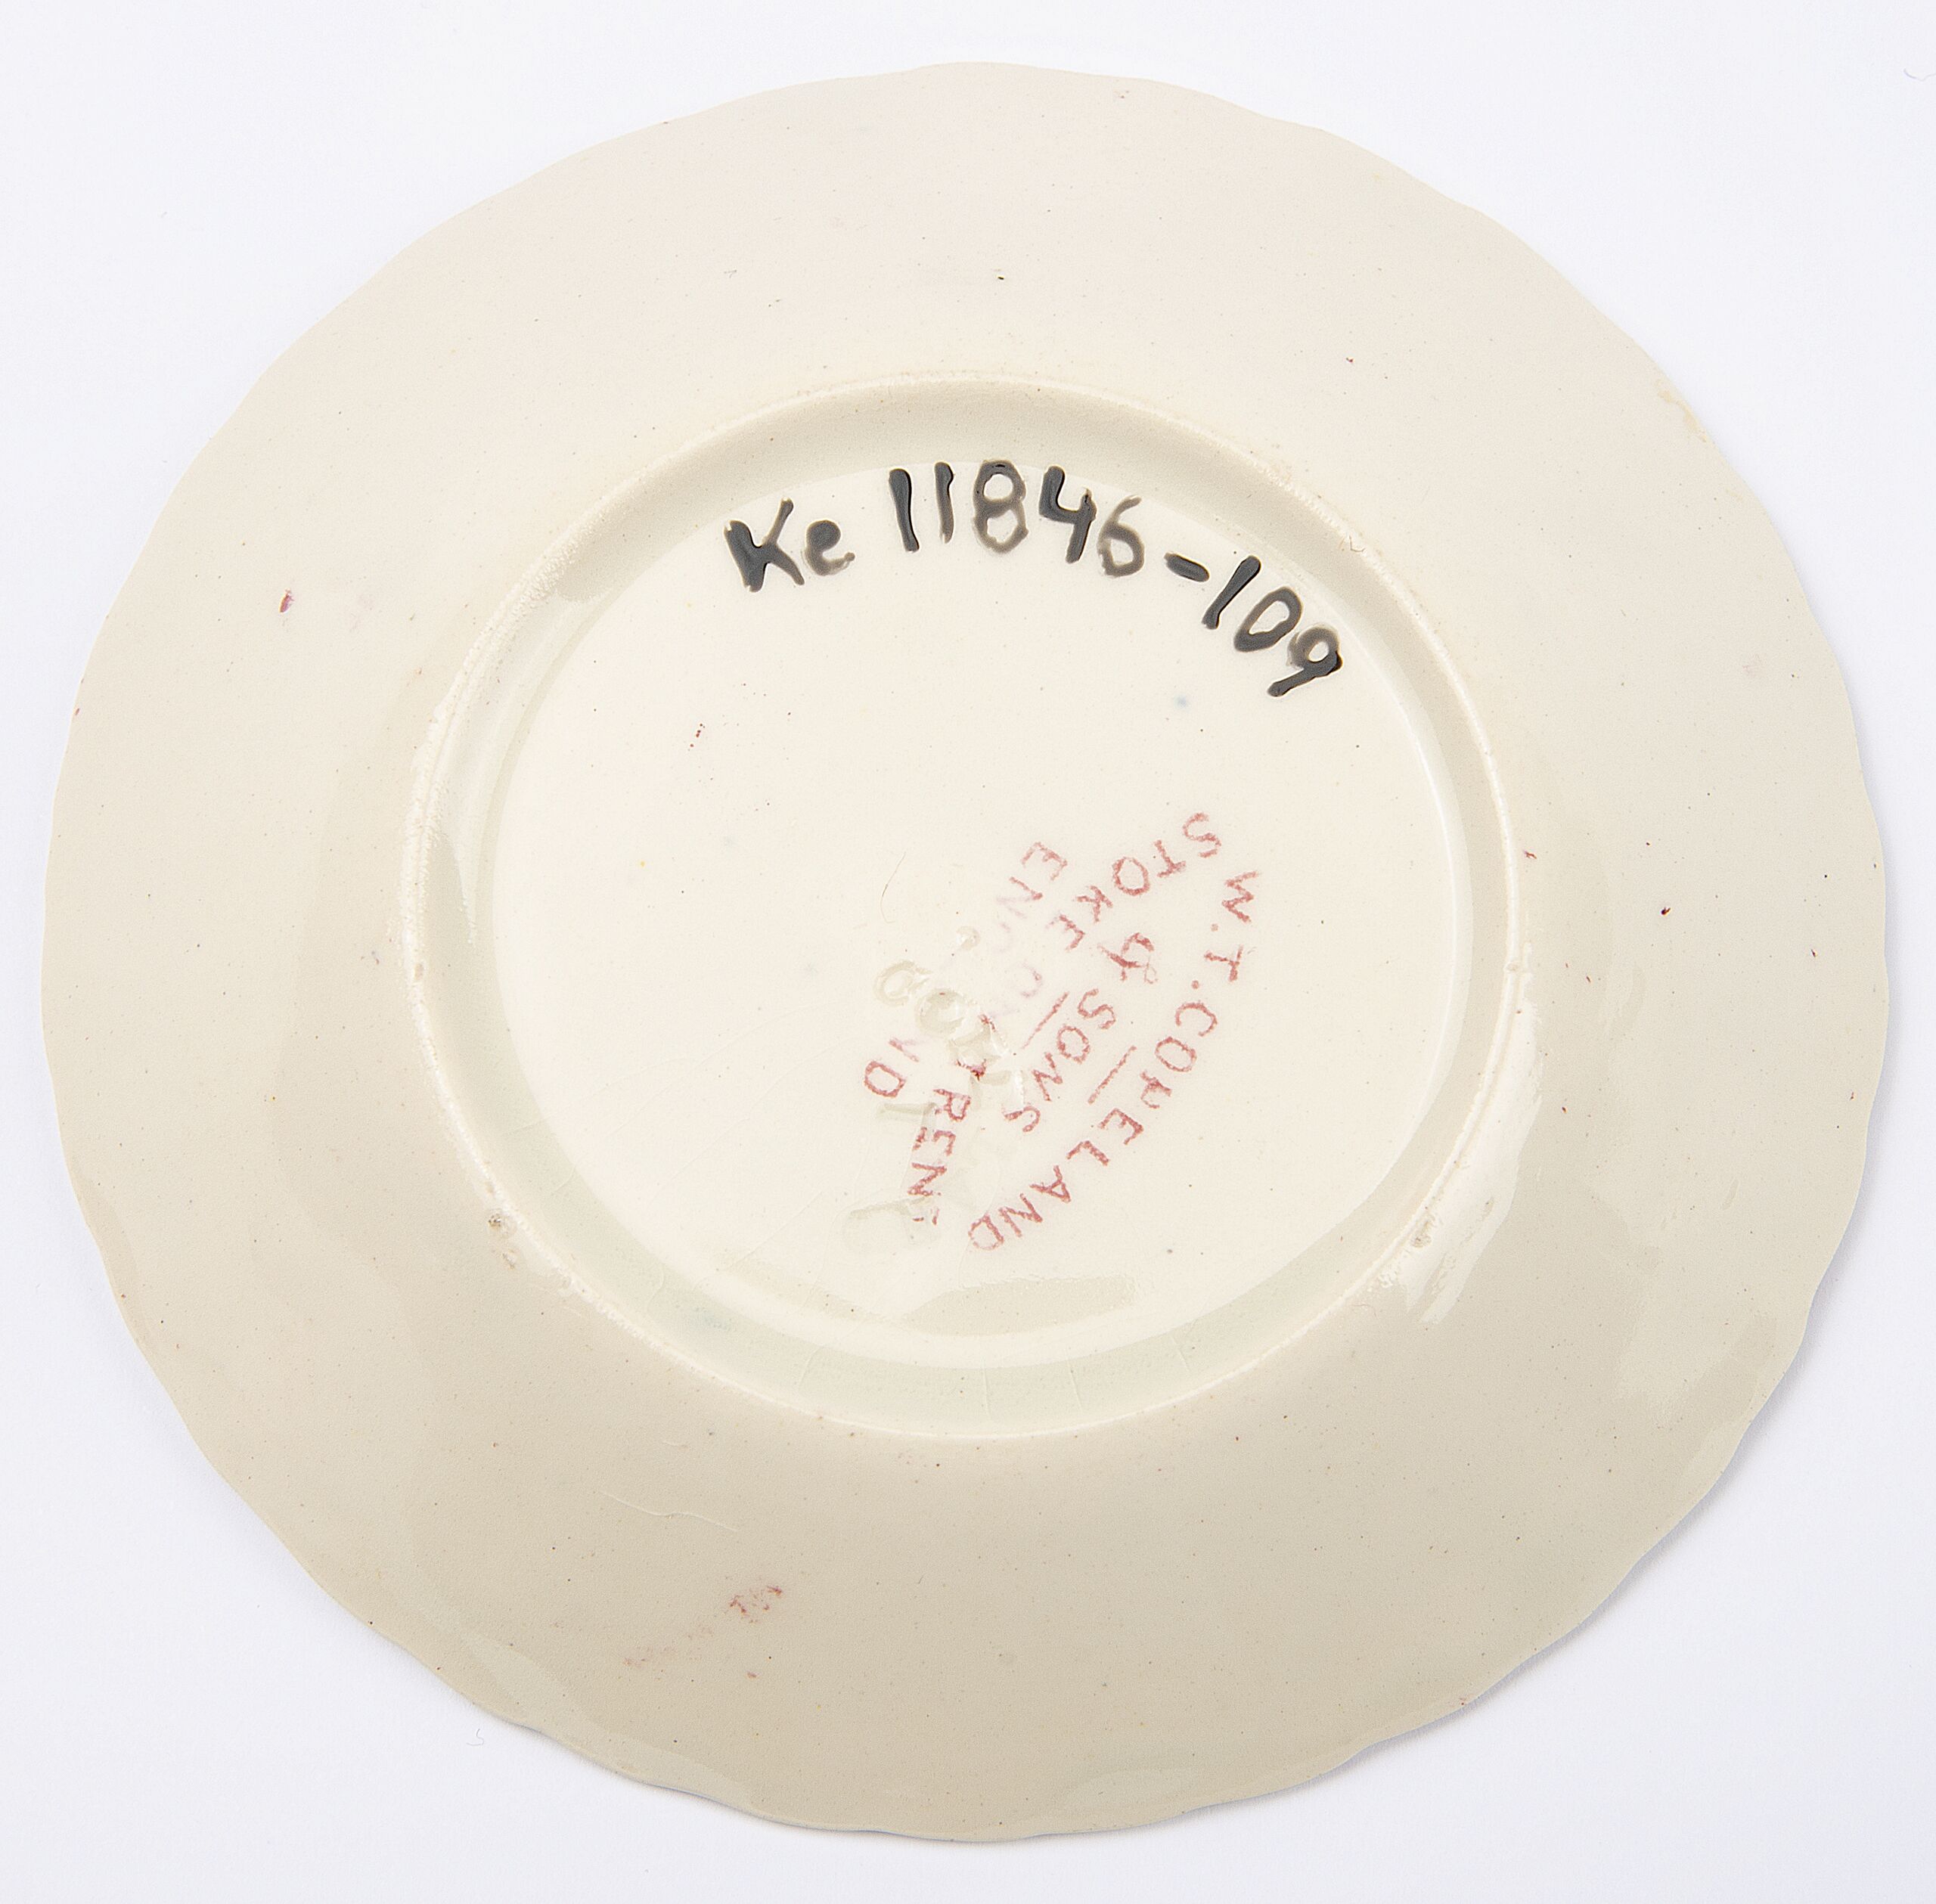 Ke 11846-109
W.T.COPELAND
& SONS
STOKE ON TRENT
ENGLAND